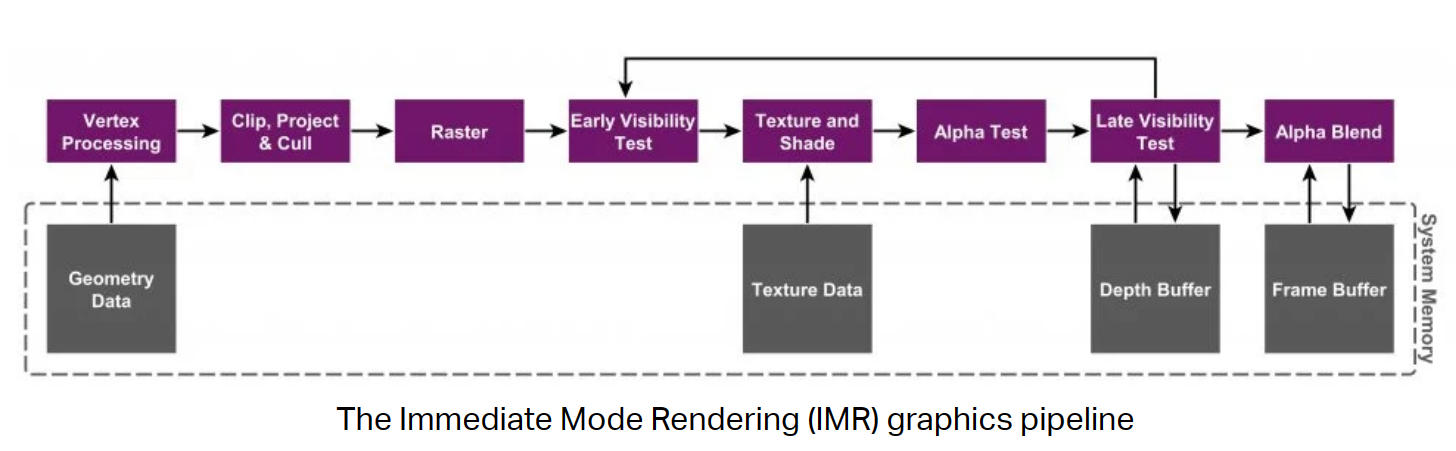 Vertex
Processing
Clip, Project
& Cull
Raster
Early Visibility
Test
Texture and
Shade
Alpha Test
Late Visibility
Test
Alpha Blend
Geometry
Data
Texture Data
Depth Buffer
Frame Buffer
System Memory
The Immediate Mode Rendering (IMR) graphics pipeline